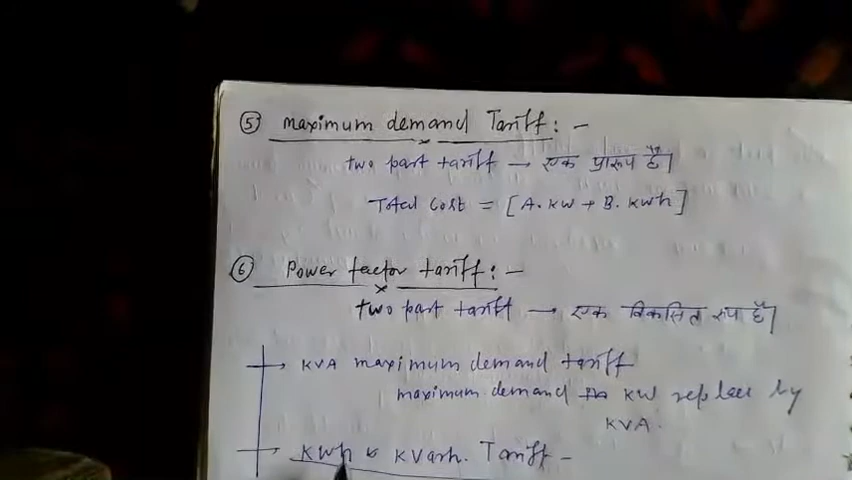 ⑤ maximum demand Tariff : -
two part tariff → एक प्रारूप है।
Total Cost = [A. KW + B. Kwh]
⑥ Power factor tariff : -
two part tariff → एक विकसित रूप है।
→ KVA maximum demand tariff
maximum demand KW replace by
KVA.
→ Kwh & KVarh. Tariff -